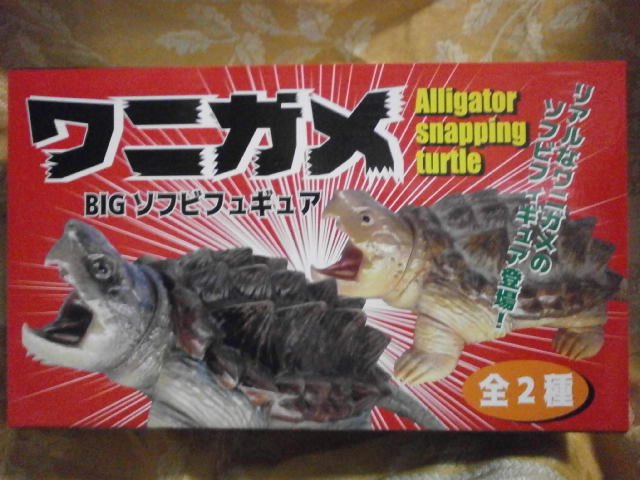 ワニガメ
Alligator
snapping
turtle
BIG ソフビフュギュア
リアルなワニガメの
ソフビフィギュア登場！
全2種